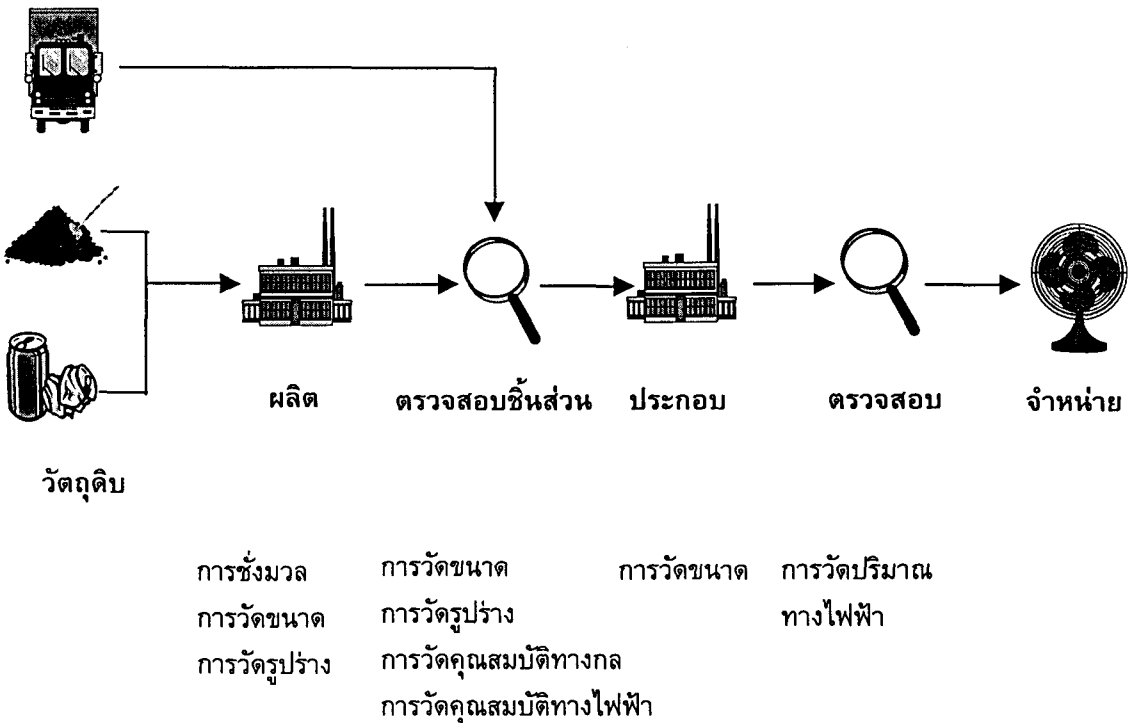 ผลิต
ตรวจสอบชิ้นส่วน
ประกอบ
ตรวจสอบ
จำหน่าย
วัตถุดิบ
การชั่งมวล
การวัดขนาด
การวัดรูปร่าง
การวัดขนาด
การวัดรูปร่าง
การวัดคุณสมบัติทางกล
การวัดคุณสมบัติทางไฟฟ้า
การวัดขนาด
การวัดปริมาณ
ทางไฟฟ้า